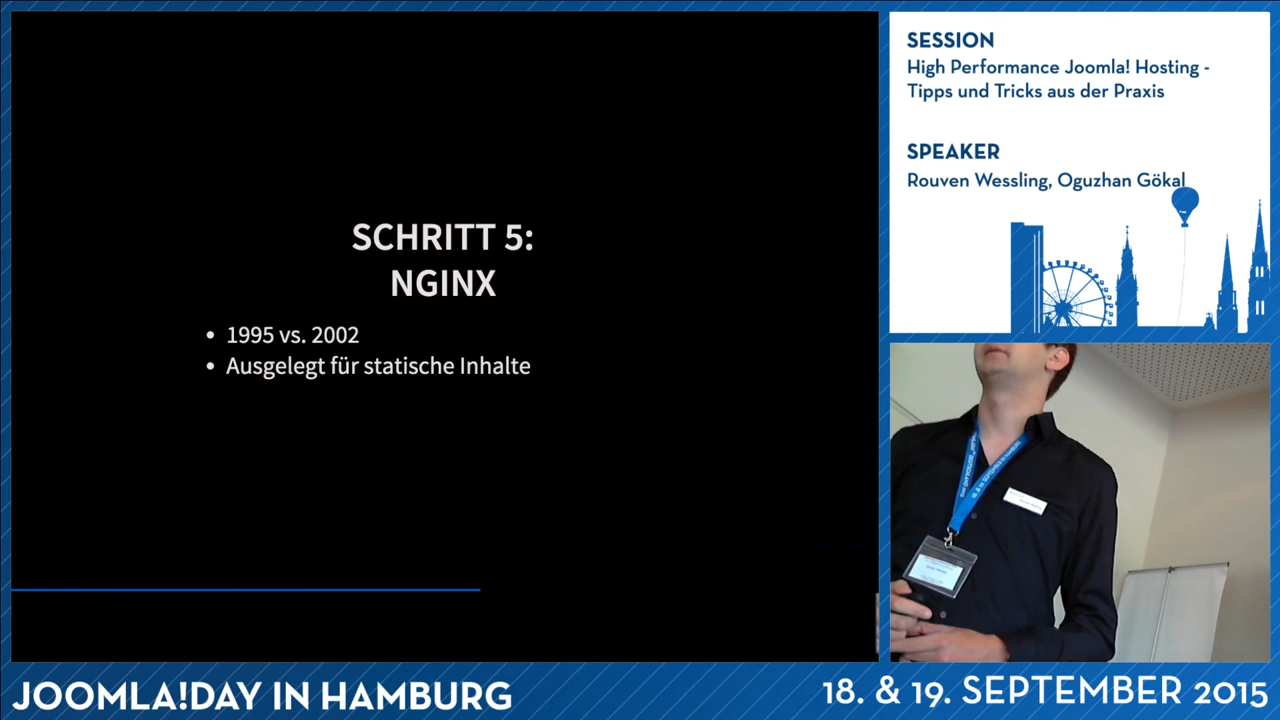 SCHRITT 5:
NGINX
• 1995 vs. 2002
• Ausgelegt für statische Inhalte
SESSION
High Performance Joomla! Hosting -
Tipps und Tricks aus der Praxis
SPEAKER
Rouven Wessling, Oguzhan Gökal
JOOMLA!DAY IN HAMBURG
18. & 19. SEPTEMBER 2015